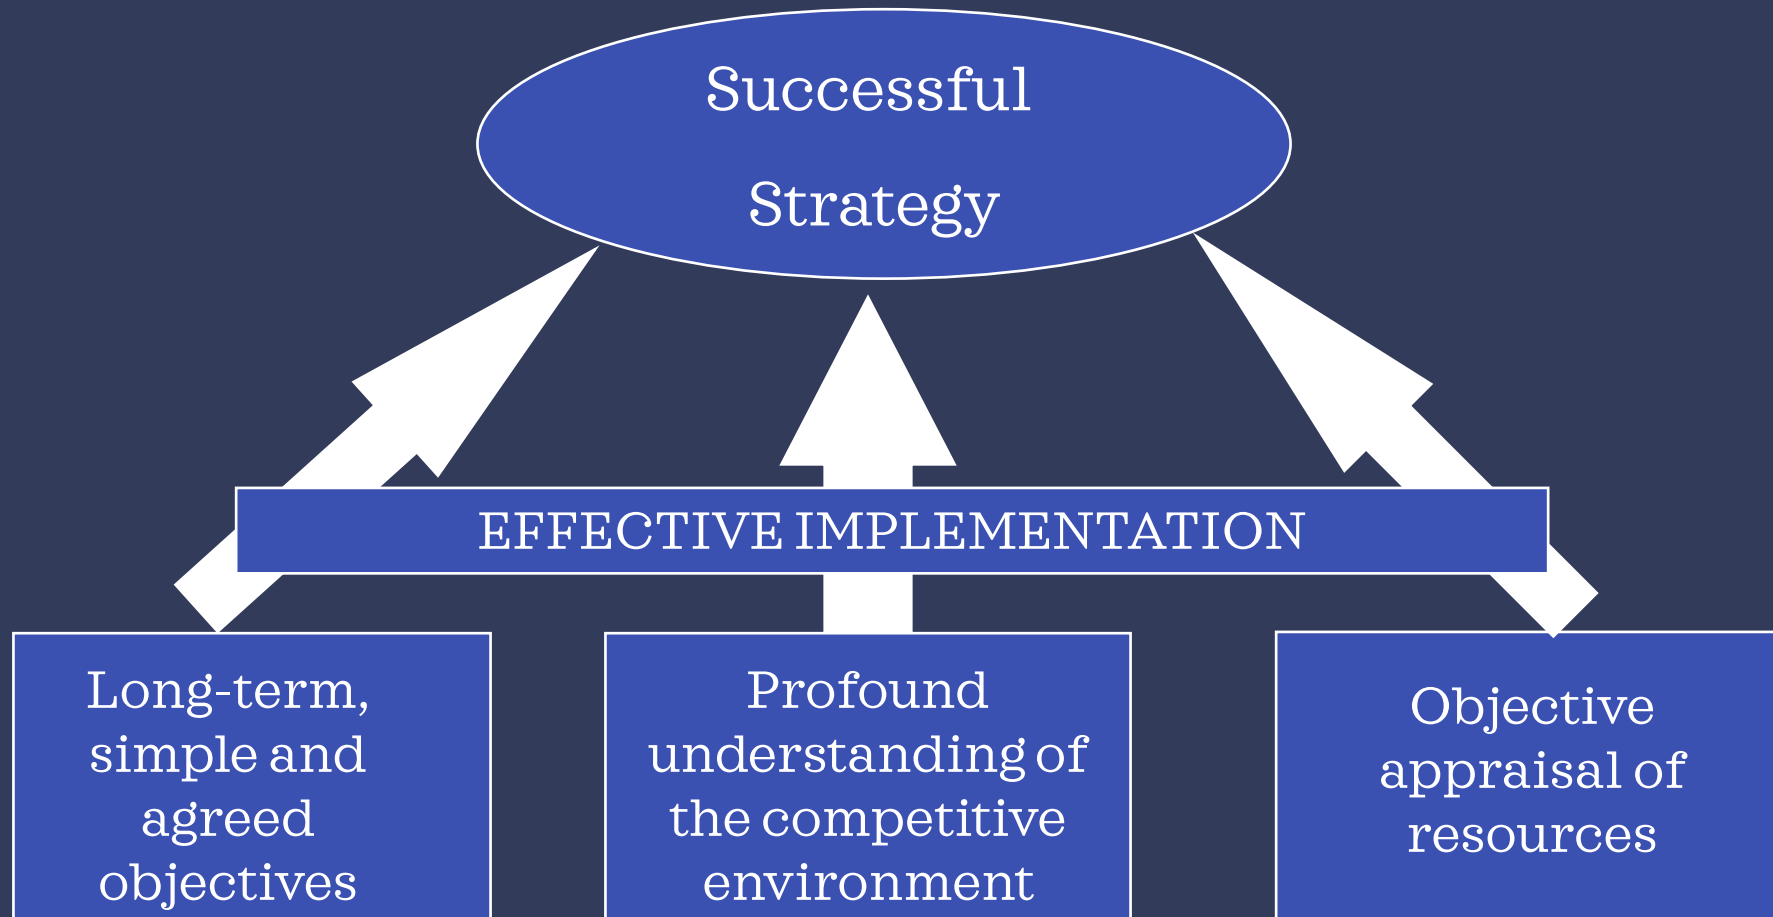 Successful
Strategy
EFFECTIVE IMPLEMENTATION
Long-term,
simple and
agreed
objectives
Profound
understanding of
the competitive
environment
Objective
appraisal of
resources